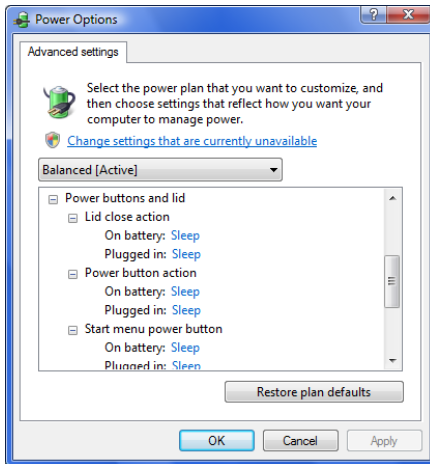 Power Options
Advanced settings
Select the power plan that you want to customize, and
then choose settings that reflect how you want your
computer to manage power.
Change settings that are currently unavailable
Balanced [Active]
Power buttons and lid
Lid close action
On battery: Sleep
Plugged in: Sleep
Power button action
On battery: Sleep
Plugged in: Sleep
Start menu power button
On battery: Sleep
Plugged in: Sleep
Restore plan defaults
OK Cancel Apply